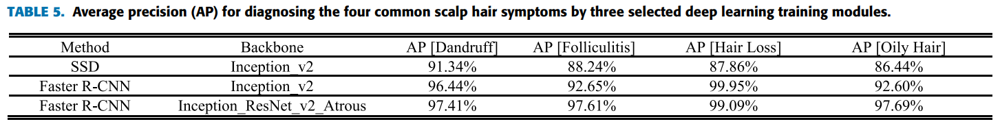 TABLE 5. Average precision (AP) for diagnosing the four common scalp hair symptoms by three selected deep learning training modules.
Method Backbone AP [Dandruff] AP [Folliculitis] AP [Hair Loss] AP [Oily Hair]
SSD Inception_v2 91.34% 88.24% 87.86% 86.44%
Faster R-CNN Inception_v2 96.44% 92.65% 99.95% 92.60%
Faster R-CNN Inception_ResNet_v2_Atrous 97.41% 97.61% 99.09% 97.69%